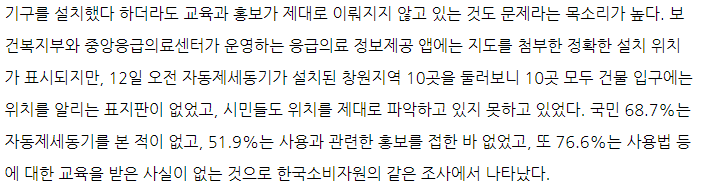 기구를 설치했다 하더라도 교육과 홍보가 제대로 이뤄지지 않고 있는 것도 문제라는 목소리가 높다. 보
건복지부와 중앙응급의료센터가 운영하는 응급의료 정보제공 앱에는 지도를 첨부한 정확한 설치 위치
가 표시되지만, 12일 오전 자동제세동기가 설치된 창원지역 10곳을 둘러보니 10곳 모두 건물 입구에는
위치를 알리는 표지판이 없었고, 시민들도 위치를 제대로 파악하고 있지 못하고 있었다. 국민 68.7%는
자동제세동기를 본 적이 없고, 51.9%는 사용과 관련한 홍보를 접한 바 없었고, 또 76.6%는 사용법 등
에 대한 교육을 받은 사실이 없는 것으로 한국소비자원의 같은 조사에서 나타났다.